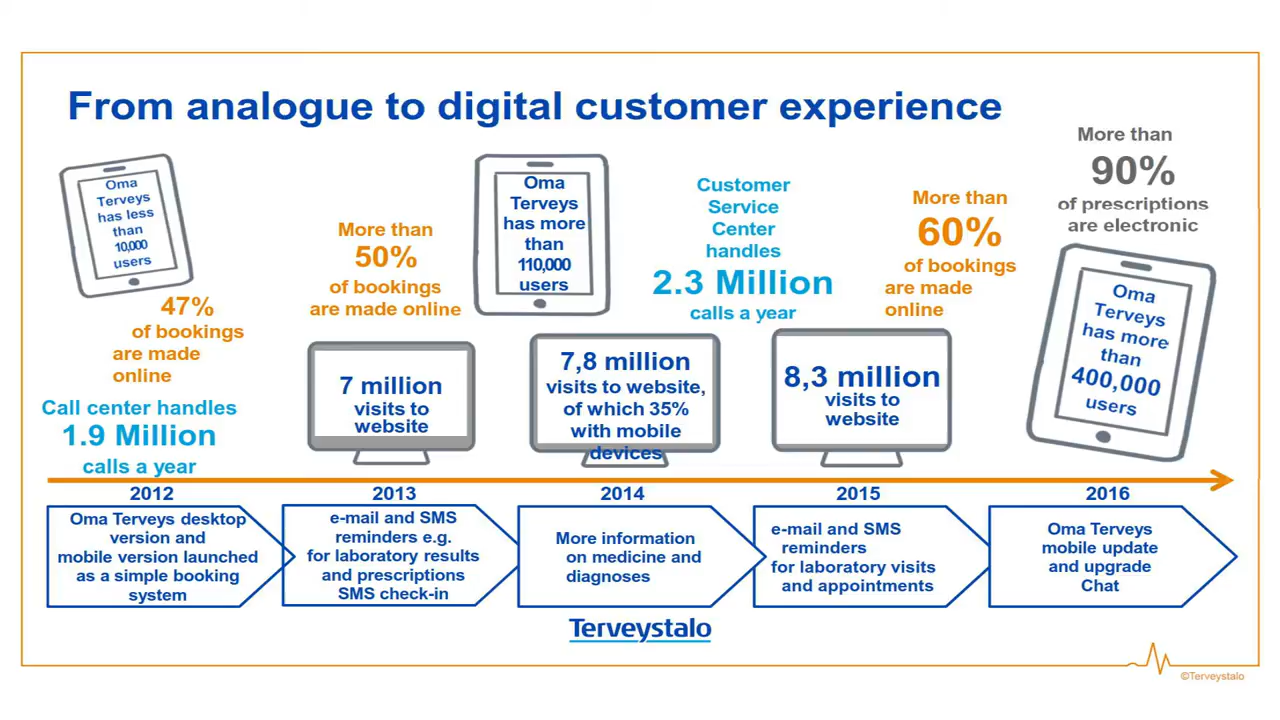 From analogue to digital customer experience
Oma
Terveys
has less
than
10,000
users
47%
of bookings
are made
online
Call center handles
1.9 Million
calls a year
More than
50%
of bookings
are made online
7 million
visits to
website
Oma
Terveys
has more
than
110,000
users
7,8 million
visits to website,
of which 35%
with mobile
devices
Customer
Service
Center
handles
2.3 Million
calls a year
8,3 million
visits to
website
More than
60%
of bookings
are made
online
More than
90%
of prescriptions
are electronic
Oma
Terveys
has more
than
400,000
users
2012
2013
2014
2015
2016
Oma Terveys desktop
version and
mobile version launched
as a simple booking
system
e-mail and SMS
reminders e.g.
for laboratory results
and prescriptions
SMS check-in
More information
on medicine and
diagnoses
e-mail and SMS
reminders
for laboratory visits
and appointments
Oma Terveys
mobile update
and upgrade
Chat
Terveystalo
©Terveystalo